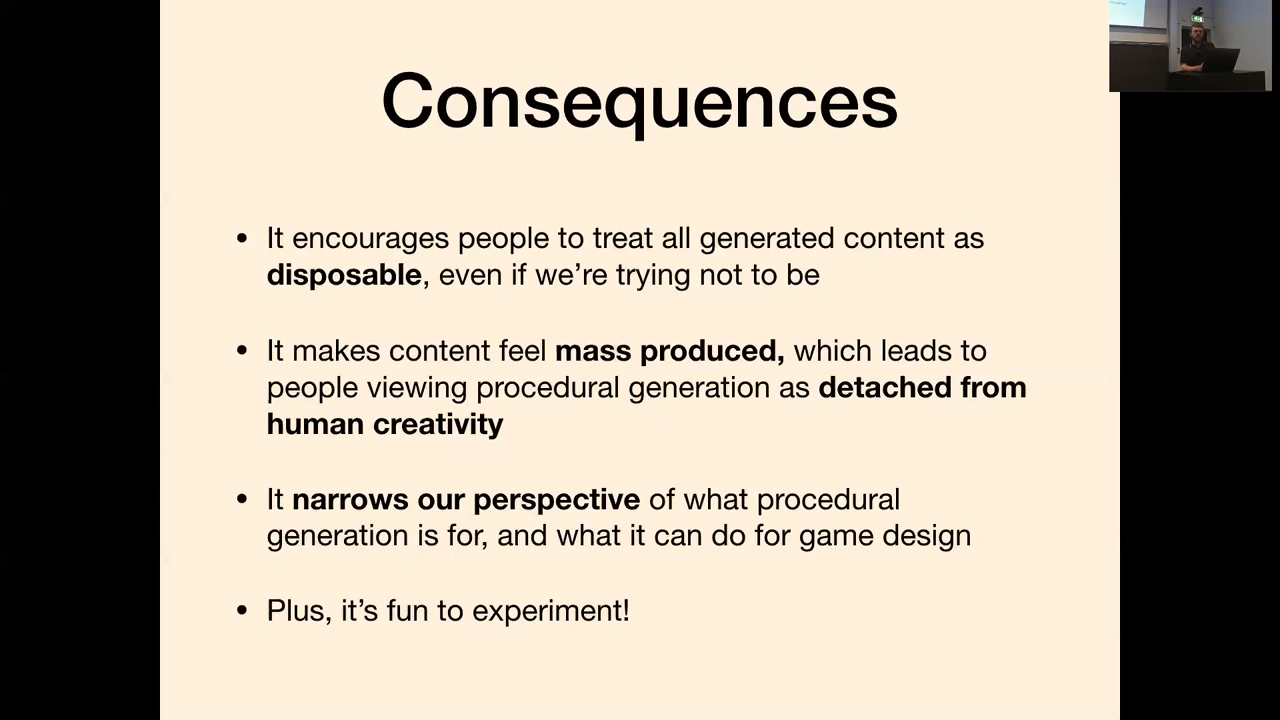 Consequences
• It encourages people to treat all generated content as
disposable, even if we’re trying not to be
• It makes content feel mass produced, which leads to
people viewing procedural generation as detached from
human creativity
• It narrows our perspective of what procedural
generation is for, and what it can do for game design
• Plus, it’s fun to experiment!